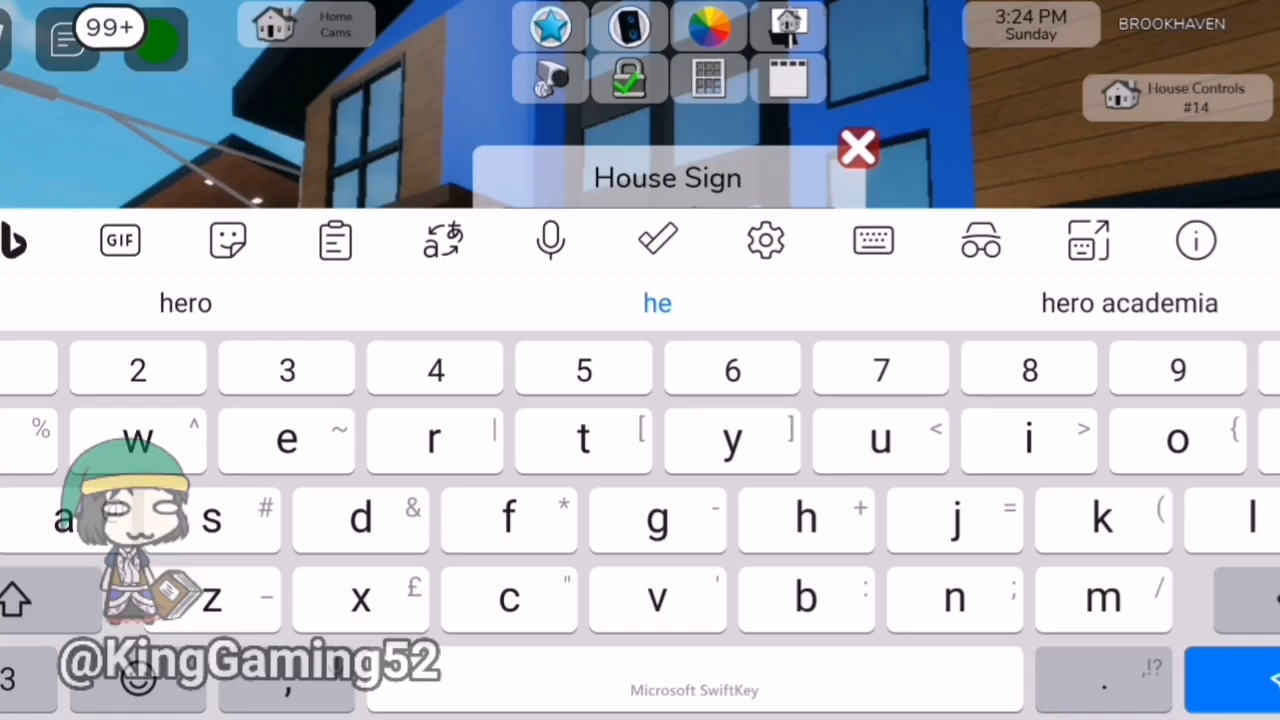 99+
Home
Cams
3:24 PM
Sunday
BROOKHAVEN
House Controls
#14
House Sign
GIF
hero he hero academia
2 3 4 5 6 7 8 9
% w ^ e ~ r | t [ y ] u < i > o {
a s # d & f * g - h + j = k ( l
z _ x £ c " v ' b : n ; m /
@KingGaming52
3 , Microsoft SwiftKey . ,!?